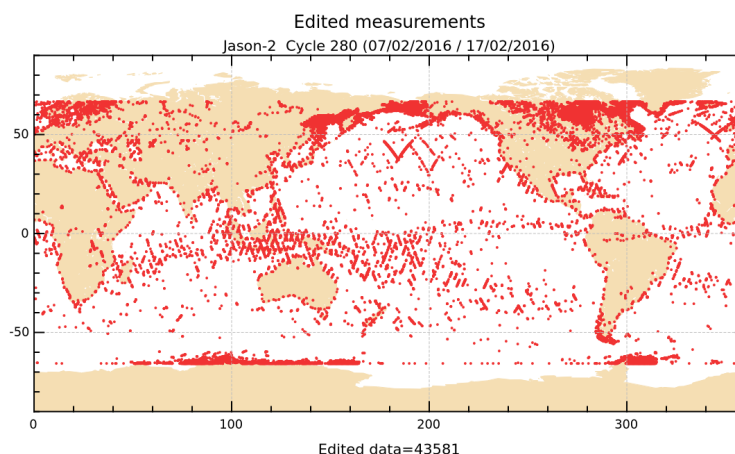 Edited measurements
Jason-2  Cycle 280 (07/02/2016 / 17/02/2016)
50
0
-50
0 100 200 300
Edited data=43581